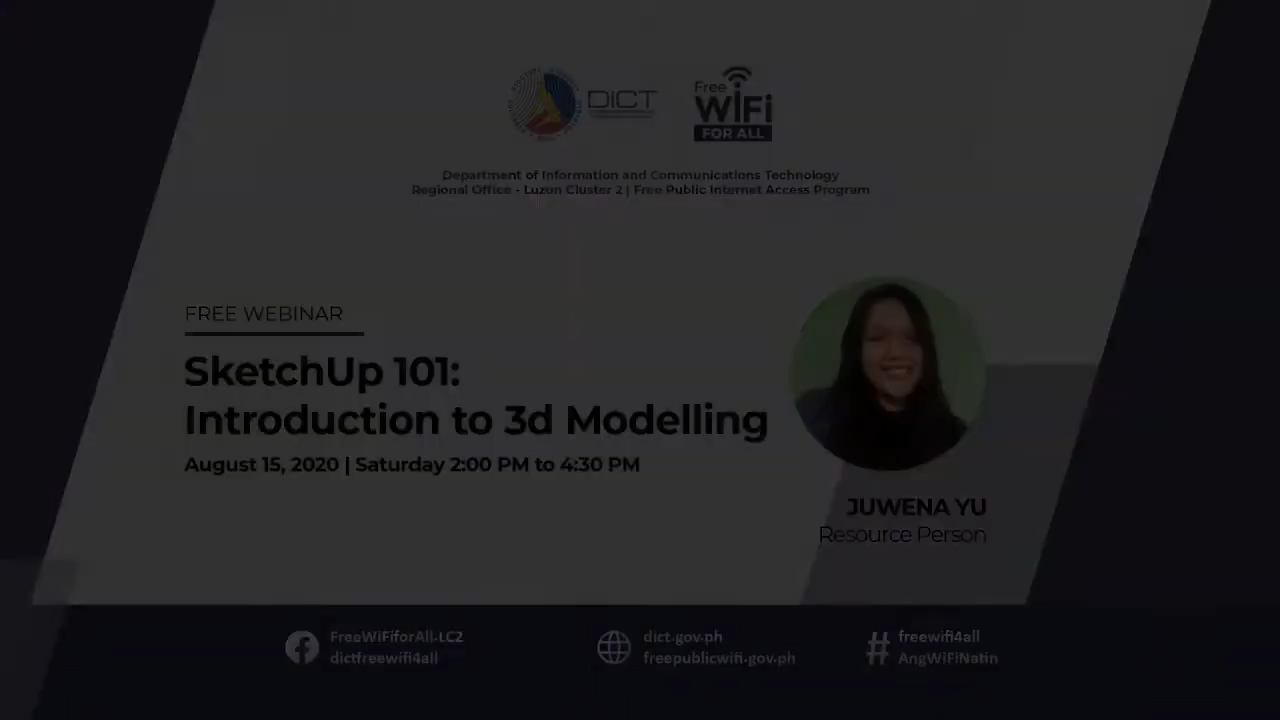 DICT
Free
WiFi
FOR ALL
Department of Information and Communications Technology
Regional Office - Luzon Cluster 2 | Free Public Internet Access Program
FREE WEBINAR
SketchUp 101:
Introduction to 3d Modelling
August 15, 2020 | Saturday 2:00 PM to 4:30 PM
JUWENA YU
Resource Person
FreeWiFiforAll-LC2
dictfreewifi4all
dict.gov.ph
freepublicwifi.gov.ph
# freewifi4all
AngWiFiNatin